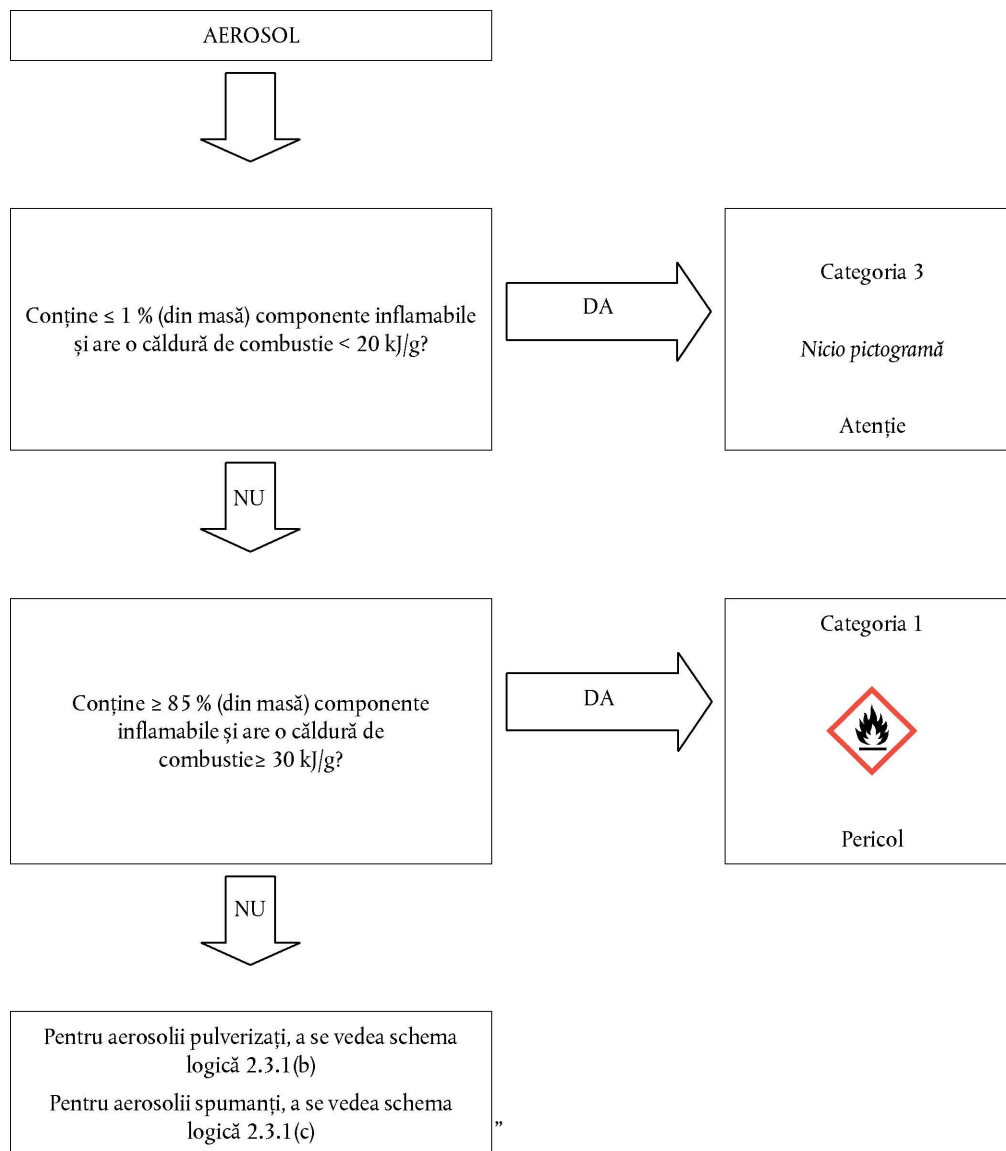 AEROSOL
Conține ≤ 1 % (din masă) componente inflamabile
și are o căldură de combustie < 20 kJ/g?
DA
Categoria 3
Nicio pictogramă
Atenție
NU
Conține ≥ 85 % (din masă) componente
inflamabile și are o căldură de
combustie≥ 30 kJ/g?
DA
Categoria 1
Pericol
NU
Pentru aerosolii pulverizați, a se vedea schema
logică 2.3.1(b)
Pentru aerosolii spumanți, a se vedea schema
logică 2.3.1(c)
”